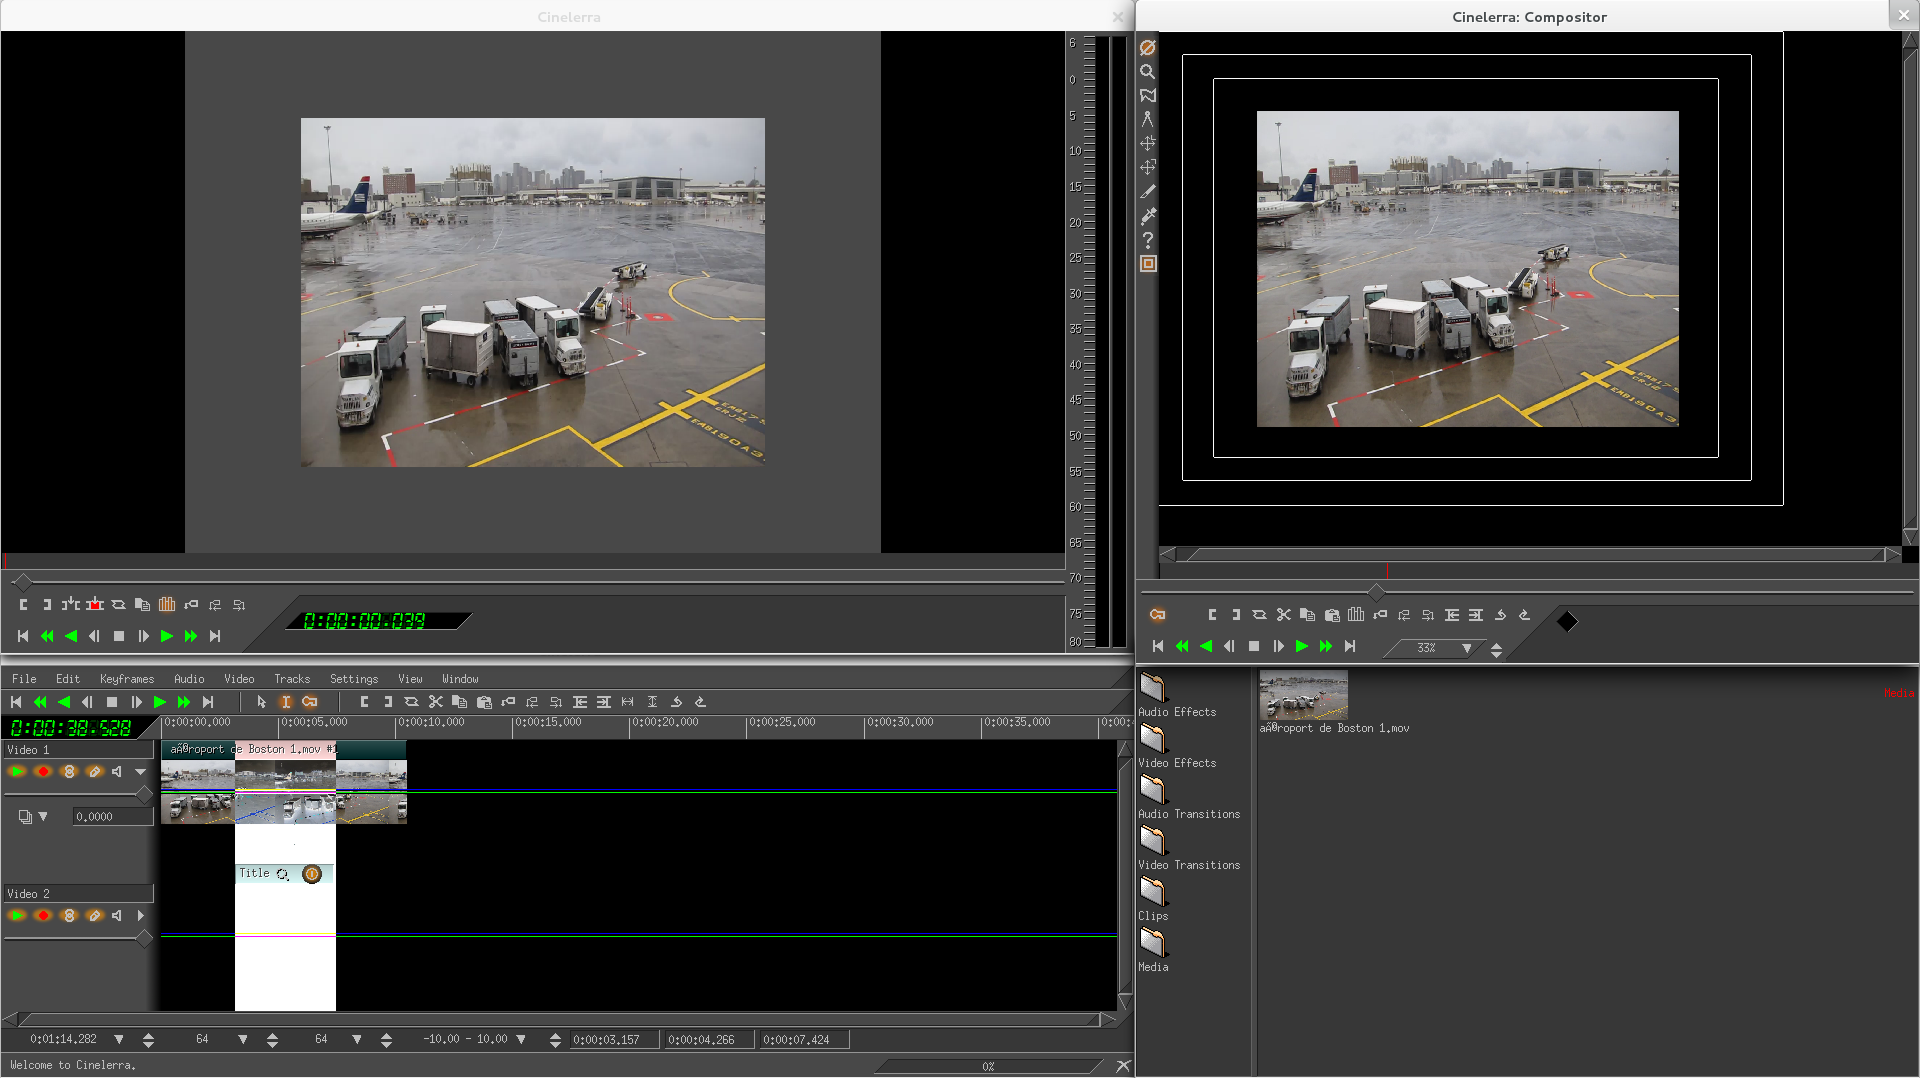 Cinelerra
Cinelerra: Compositor
6
0
5
10
15
20
25
30
35
40
45
50
55
60
65
70
75
80
0:00:00:039
33%
File Edit Keyframes Audio Video Tracks Settings View Window
0:00:38:528
0:00:00.000 0:00:05.000 0:00:10.000 0:00:15.000 0:00:20.000 0:00:25.000 0:00:30.000 0:00:35.000
Video 1
aÃ©roport de Boston 1.mov #1
0.0000
Title
Video 2
0:01:14.282 64 64 -10.00 - 10.00 0:00:03.157 0:00:04.266 0:00:07.424
Welcome to Cinelerra.
0%
Audio Effects
Video Effects
Audio Transitions
Video Transitions
Clips
Media
aÃ©roport de Boston 1.mov
Media